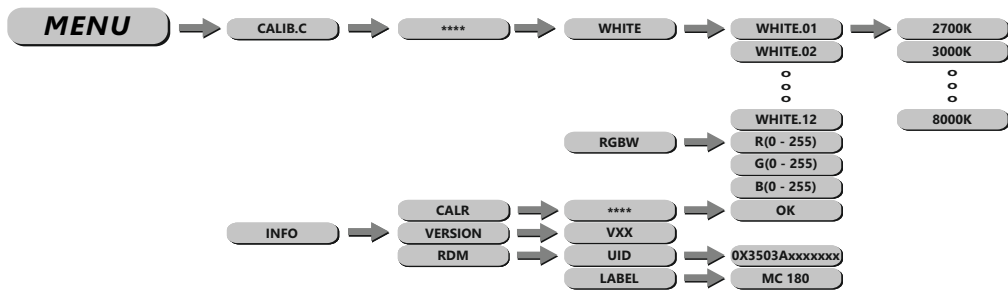 MENU CALIB.C **** WHITE WHITE.01 2700K
WHITE.02 3000K
WHITE.12 8000K
RGBW R(0 - 255)
G(0 - 255)
B(0 - 255)
CALR **** OK
INFO VERSION VXX
RDM UID 0X3503Axxxxxxx
LABEL MC 180